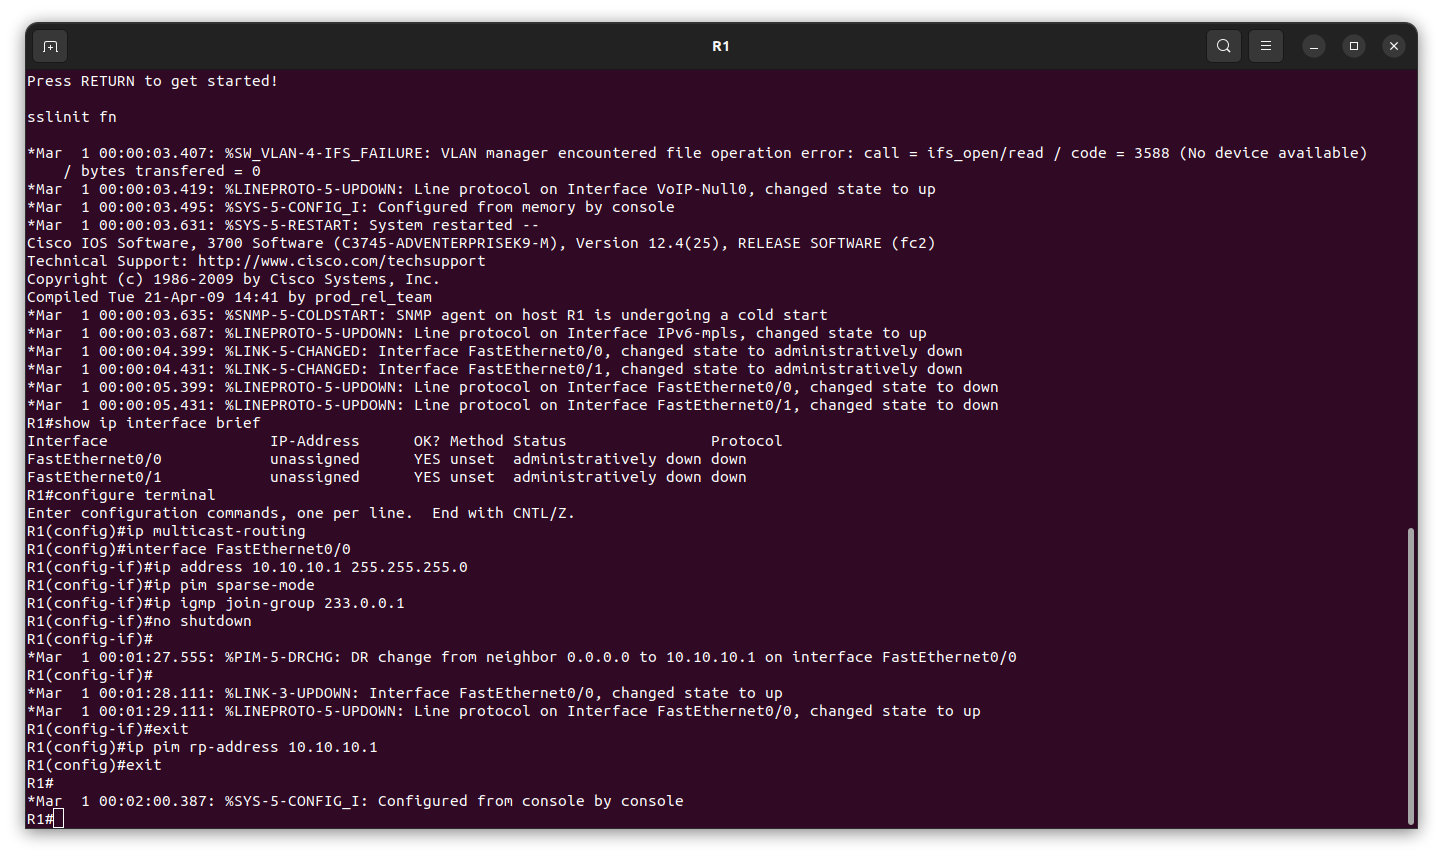 R1
Press RETURN to get started!
sslinit fn
*Mar  1 00:00:03.407: %SW_VLAN-4-IFS_FAILURE: VLAN manager encountered file operation error: call = ifs_open/read / code = 3588 (No device available)
    / bytes transfered = 0
*Mar  1 00:00:03.419: %LINEPROTO-5-UPDOWN: Line protocol on Interface VoIP-Null0, changed state to up
*Mar  1 00:00:03.495: %SYS-5-CONFIG_I: Configured from memory by console
*Mar  1 00:00:03.631: %SYS-5-RESTART: System restarted --
Cisco IOS Software, 3700 Software (C3745-ADVENTERPRISEK9-M), Version 12.4(25), RELEASE SOFTWARE (fc2)
Technical Support: http://www.cisco.com/techsupport
Copyright (c) 1986-2009 by Cisco Systems, Inc.
Compiled Tue 21-Apr-09 14:41 by prod_rel_team
*Mar  1 00:00:03.635: %SNMP-5-COLDSTART: SNMP agent on host R1 is undergoing a cold start
*Mar  1 00:00:03.687: %LINEPROTO-5-UPDOWN: Line protocol on Interface IPv6-mpls, changed state to up
*Mar  1 00:00:04.399: %LINK-5-CHANGED: Interface FastEthernet0/0, changed state to administratively down
*Mar  1 00:00:04.431: %LINK-5-CHANGED: Interface FastEthernet0/1, changed state to administratively down
*Mar  1 00:00:05.399: %LINEPROTO-5-UPDOWN: Line protocol on Interface FastEthernet0/0, changed state to down
*Mar  1 00:00:05.431: %LINEPROTO-5-UPDOWN: Line protocol on Interface FastEthernet0/1, changed state to down
R1#show ip interface brief
Interface                  IP-Address      OK? Method Status                Protocol
FastEthernet0/0            unassigned      YES unset  administratively down down
FastEthernet0/1            unassigned      YES unset  administratively down down
R1#configure terminal
Enter configuration commands, one per line.  End with CNTL/Z.
R1(config)#ip multicast-routing
R1(config)#interface FastEthernet0/0
R1(config-if)#ip address 10.10.10.1 255.255.255.0
R1(config-if)#ip pim sparse-mode
R1(config-if)#ip igmp join-group 233.0.0.1
R1(config-if)#no shutdown
R1(config-if)#
*Mar  1 00:01:27.555: %PIM-5-DRCHG: DR change from neighbor 0.0.0.0 to 10.10.10.1 on interface FastEthernet0/0
R1(config-if)#
*Mar  1 00:01:28.111: %LINK-3-UPDOWN: Interface FastEthernet0/0, changed state to up
*Mar  1 00:01:29.111: %LINEPROTO-5-UPDOWN: Line protocol on Interface FastEthernet0/0, changed state to up
R1(config-if)#exit
R1(config)#ip pim rp-address 10.10.10.1
R1(config)#exit
R1#
*Mar  1 00:02:00.387: %SYS-5-CONFIG_I: Configured from console by console
R1#